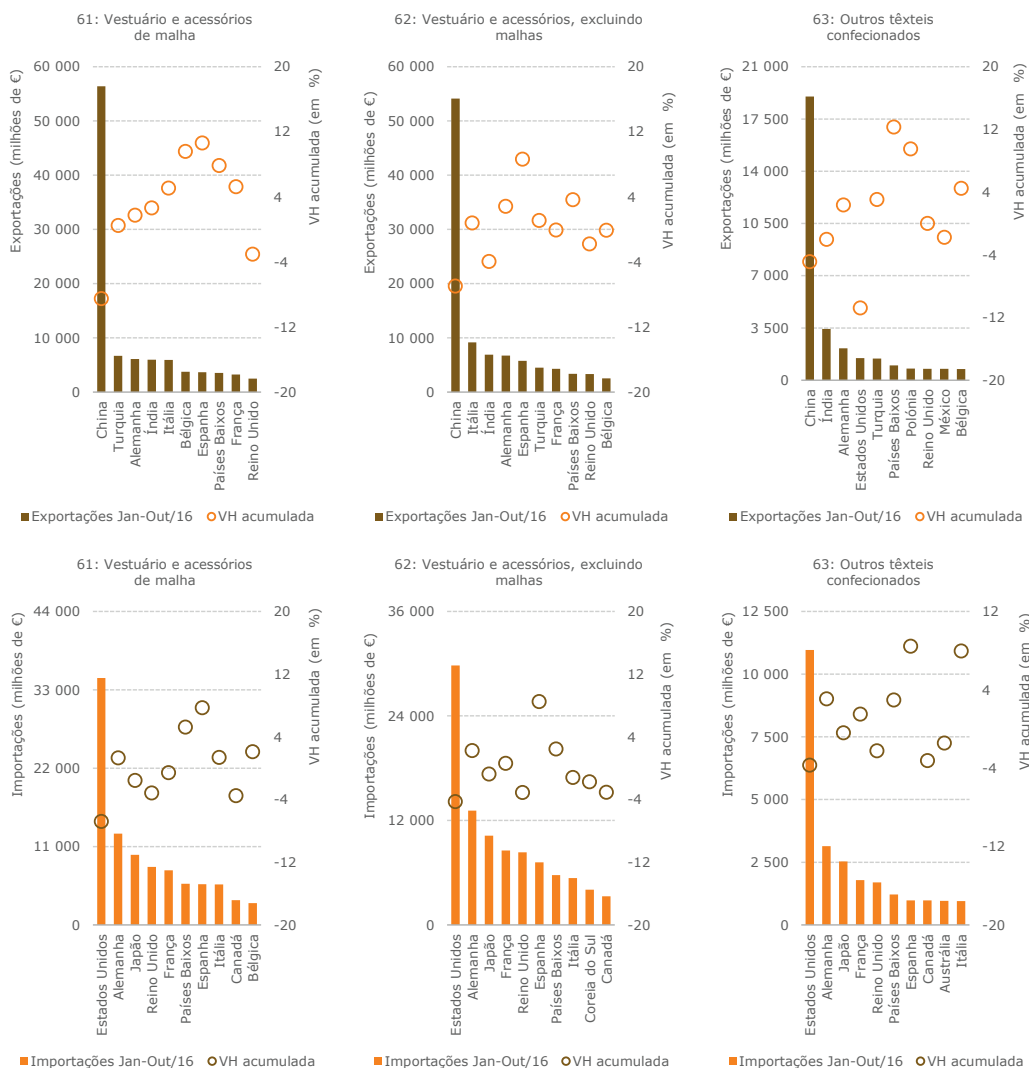 61: Vestuário e acessórios
de malha
Exportações (milhões de €)
60 000
50 000
40 000
30 000
20 000
10 000
0
20
12
4
-4
-12
-20
VH acumulada (em %)
China
Turquia
Alemanha
Índia
Itália
Bélgica
Espanha
Países Baixos
França
Reino Unido
Exportações Jan-Out/16 VH acumulada
62: Vestuário e acessórios, excluindo
malhas
Exportações (milhões de €)
60 000
50 000
40 000
30 000
20 000
10 000
0
20
12
4
-4
-12
-20
VH acumulada (em %)
China
Itália
Índia
Alemanha
Espanha
Turquia
França
Países Baixos
Reino Unido
Bélgica
Exportações Jan-Out/16 VH acumulada
63: Outros têxteis
confecionados
Exportações (milhões de €)
21 000
17 500
14 000
10 500
7 000
3 500
0
20
12
4
-4
-12
-20
VH acumulada (em %)
China
Índia
Alemanha
Estados Unidos
Turquia
Países Baixos
Polónia
Reino Unido
México
Bélgica
Exportações Jan-Out/16 VH acumulada
61: Vestuário e acessórios
de malha
Importações (milhões de €)
44 000
33 000
22 000
11 000
0
20
12
4
-4
-12
-20
VH acumulada (em %)
Estados Unidos
Alemanha
Japão
Reino Unido
França
Países Baixos
Espanha
Itália
Canadá
Bélgica
Importações Jan-Out/16 VH acumulada
62: Vestuário e acessórios, excluindo
malhas
Importações (milhões de €)
36 000
24 000
12 000
0
20
12
4
-4
-12
-20
VH acumulada (em %)
Estados Unidos
Alemanha
Japão
França
Reino Unido
Espanha
Países Baixos
Itália
Correia do Sul
Canadá
Importações Jan-Out/16 VH acumulada
63: Outros têxteis
confecionados
Importações (milhões de €)
12 500
10 000
7 500
5 000
2 500
0
12
4
-4
-12
-20
VH acumulada (em %)
Estados Unidos
Alemanha
Japão
França
Reino Unido
Países Baixos
Espanha
Canadá
Austrália
Itália
Importações Jan-Out/16 VH acumulada